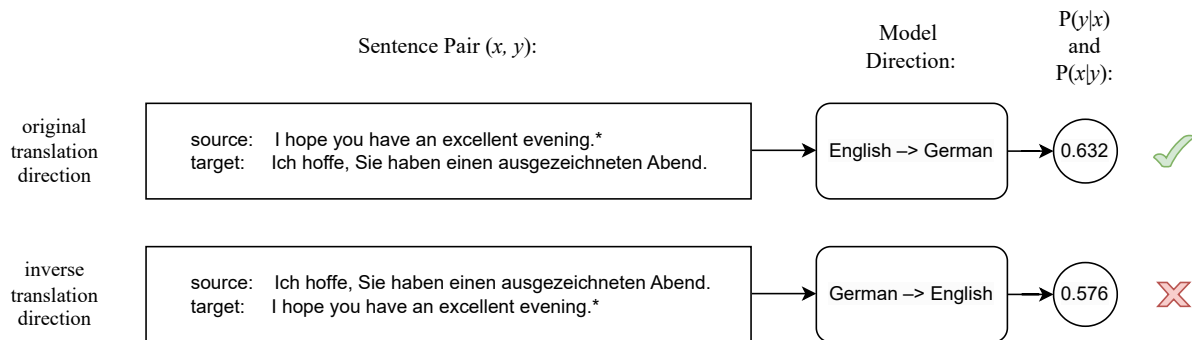 Sentence Pair (x, y):
Model
Direction:
P(y|x)
and
P(x|y):
original
translation
direction
source: I hope you have an excellent evening.*
target: Ich hoffe, Sie haben einen ausgezeichneten Abend.
English –> German
0.632
inverse
translation
direction
source: Ich hoffe, Sie haben einen ausgezeichneten Abend.
target: I hope you have an excellent evening.*
German –> English
0.576